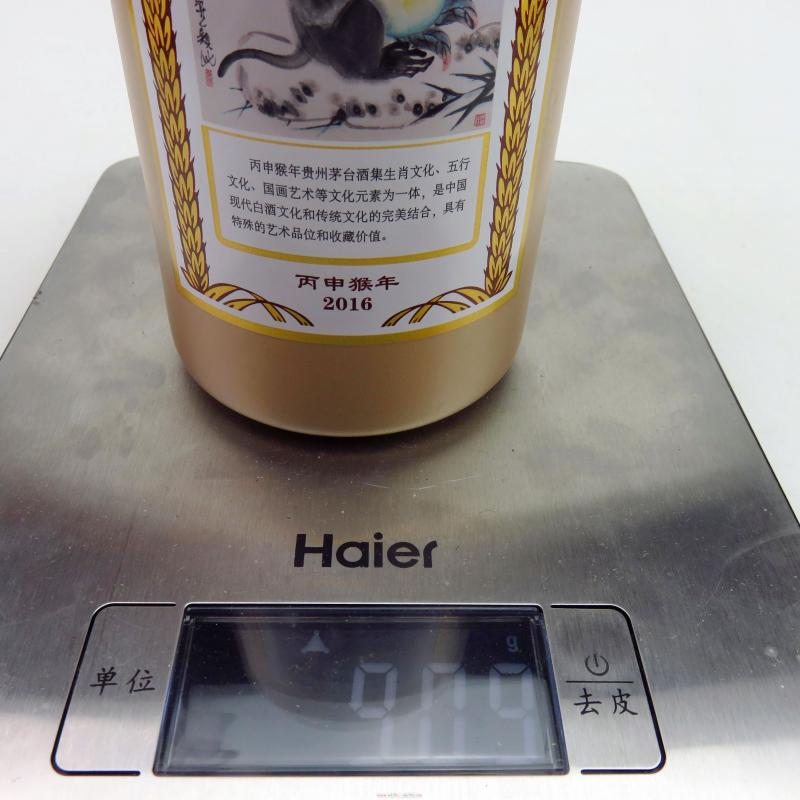 丙申猴年贵州茅台酒集生肖文化、五行
文化、国画艺术等文化元素为一体，是中国
现代白酒文化和传统文化的完美结合，具有
特殊的艺术品位和收藏价值。
丙申猴年
2016
Haier
g
909
单位
去皮